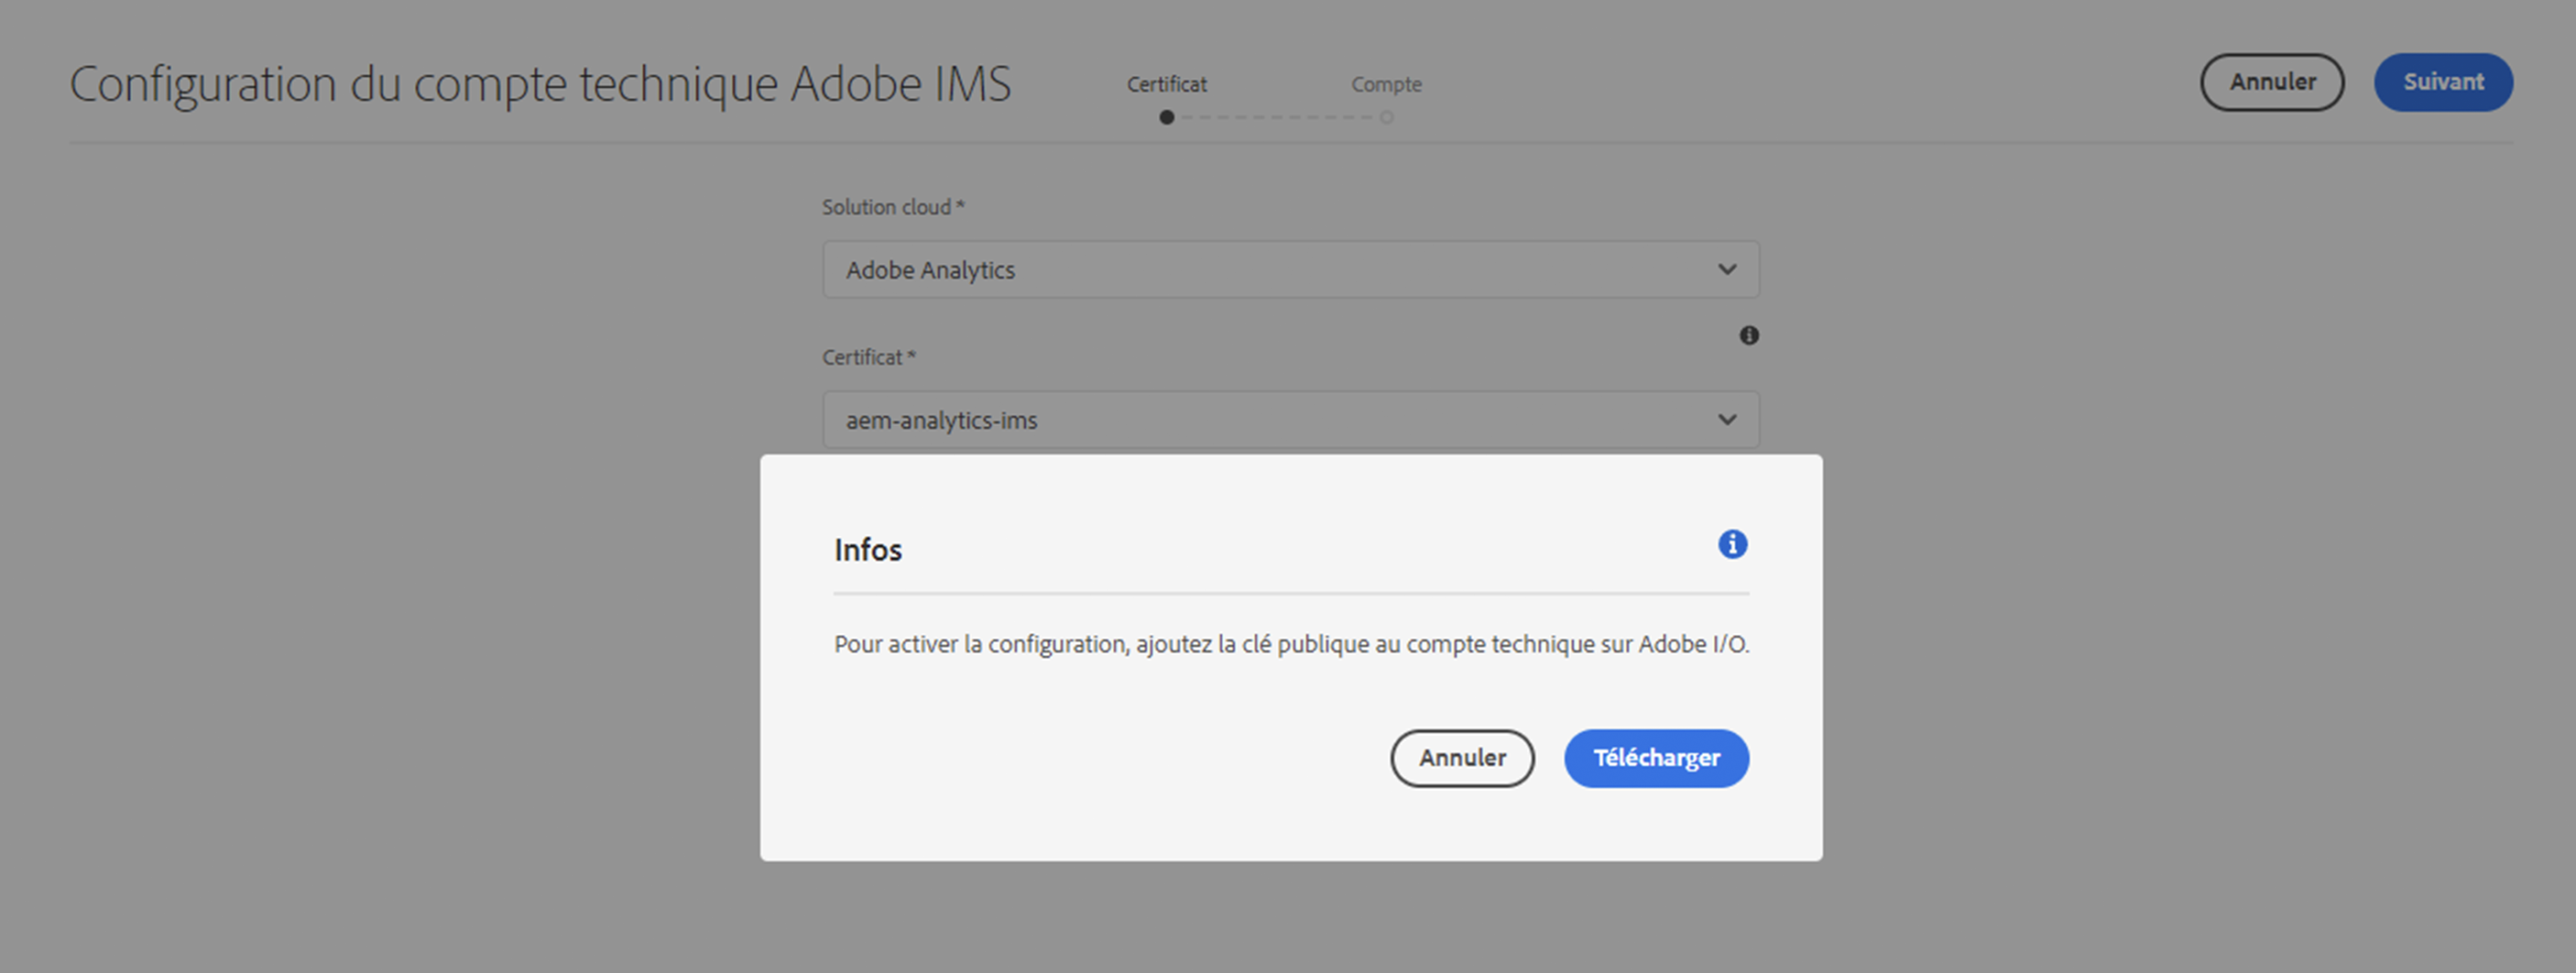 Configuration du compte technique Adobe IMS
Certificat
Compte
Annuler
Suivant
Solution cloud *
Adobe Analytics
Certificat *
aem-analytics-ims
Infos
Pour activer la configuration, ajoutez la clé publique au compte technique sur Adobe I/O.
Annuler
Télécharger